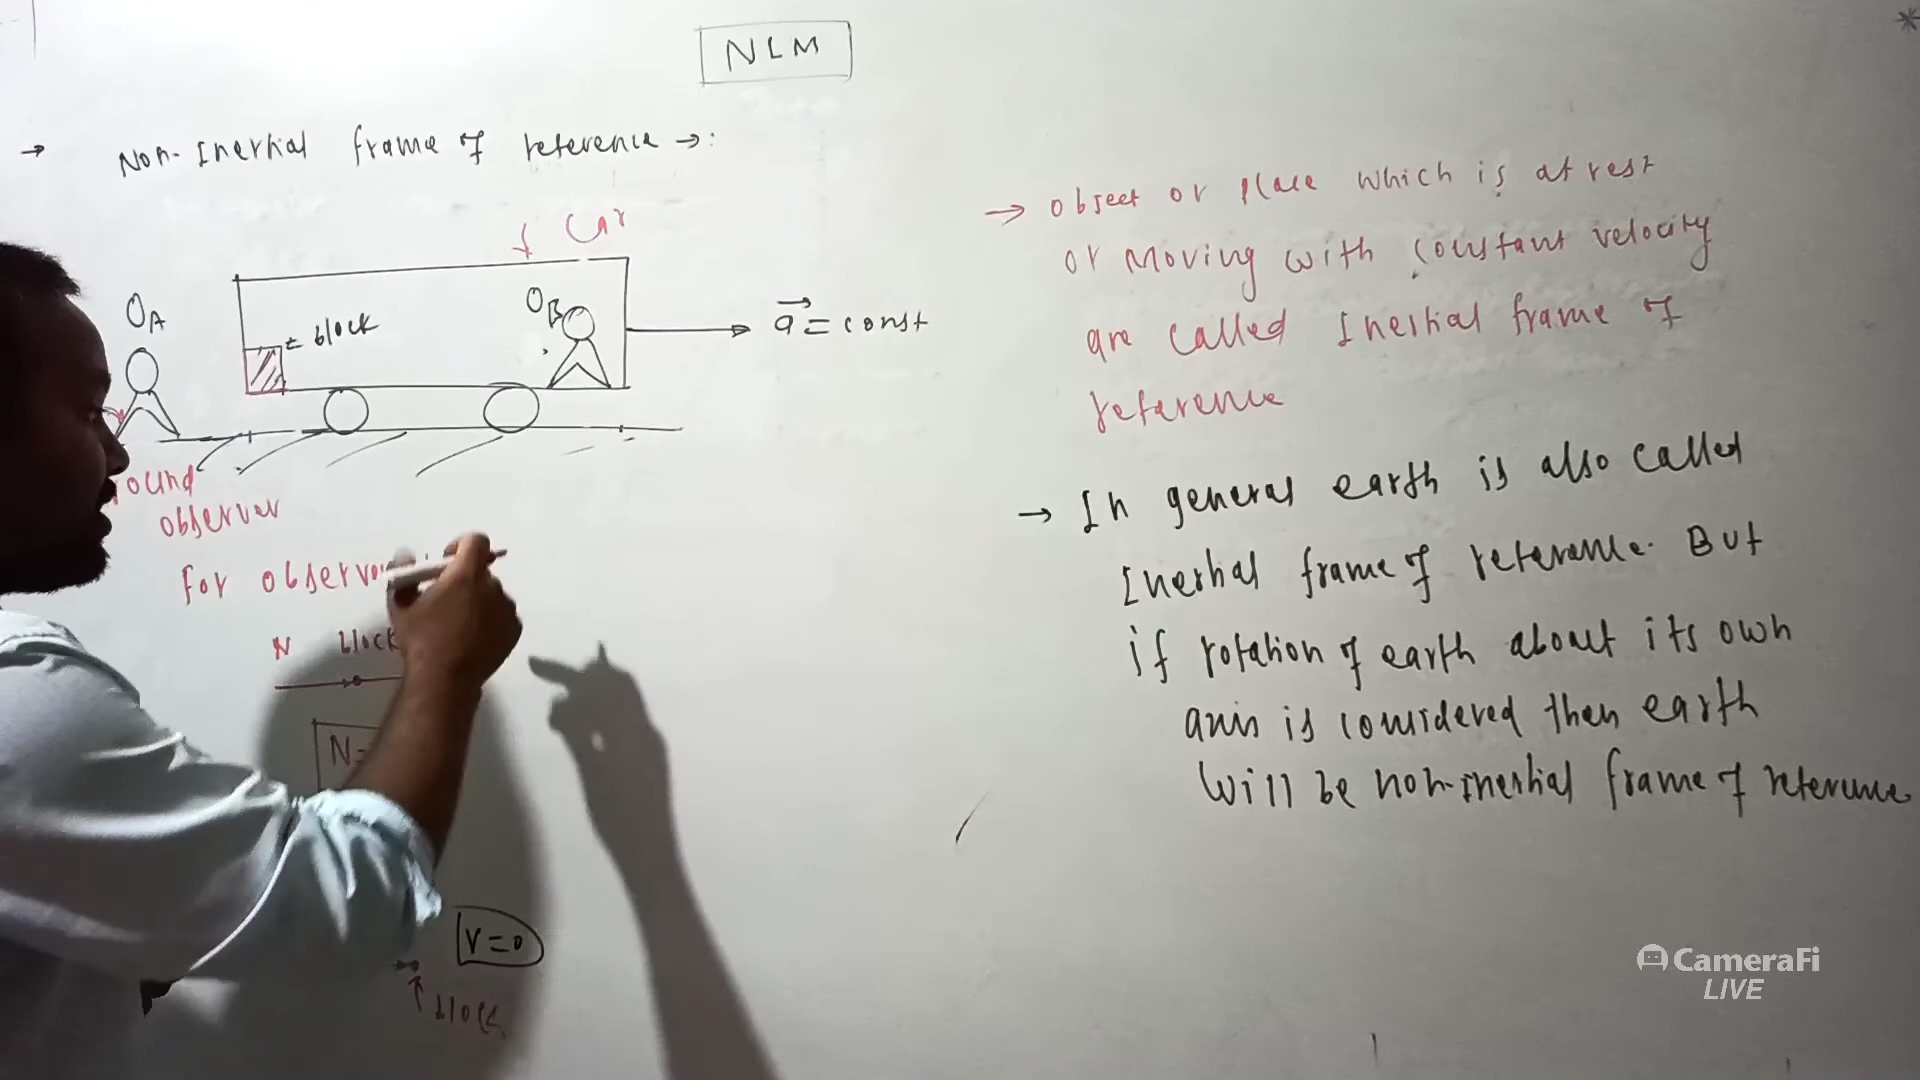 NLM
→ Non-Inertial frame of reference →:
↓ Car
O_A
O_B
block
a⃗ = const
observer
for observer
N block
N=
V=0
↑ block
→ object or place which is at rest
or moving with constant velocity
are called Inertial frame of
reference
→ In general earth is also called
Inertial frame of reference. But
if rotation of earth about its own
axis is considered then earth
will be non-inertial frame of reference
CameraFi
LIVE